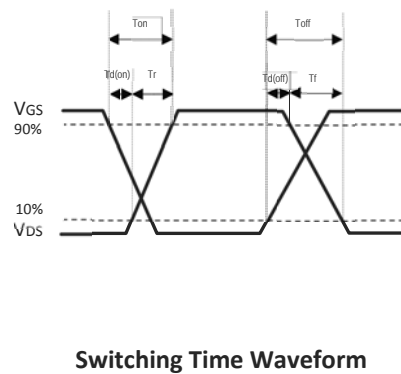 Ton Toff
Td(on) Tr Td(off) Tf
VGS
90%
10%
VDS
Switching Time Waveform